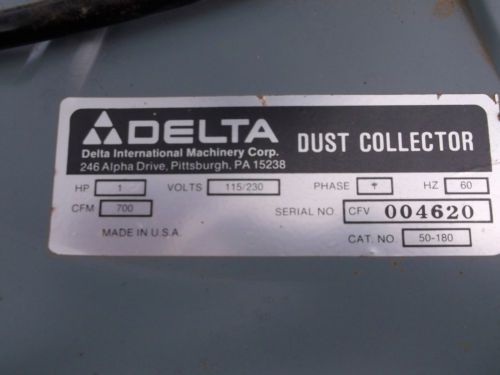 DELTA DUST COLLECTOR
Delta International Machinery Corp.
246 Alpha Drive, Pittsburgh, PA 15238
HP 1 VOLTS 115/230 PHASE 1 HZ 60
CFM 700 SERIAL NO CFV 004620
MADE IN U.S.A. CAT. NO. 50-180